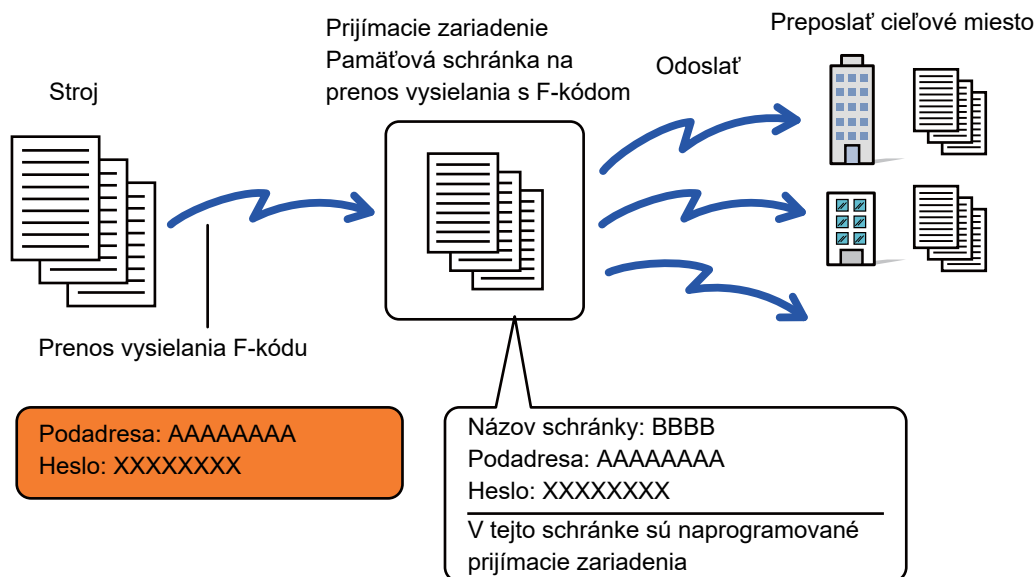 Stroj
Prijímacie zariadenie
Pamäťová schránka na
prenos vysielania s F-kódom
Odoslať
Preposlať cieľové miesto
Prenos vysielania F-kódu
Podadresa: AAAAAAAA
Heslo: XXXXXXXX
Názov schránky: BBBB
Podadresa: AAAAAAAA
Heslo: XXXXXXXX
V tejto schránke sú naprogramované
prijímacie zariadenia